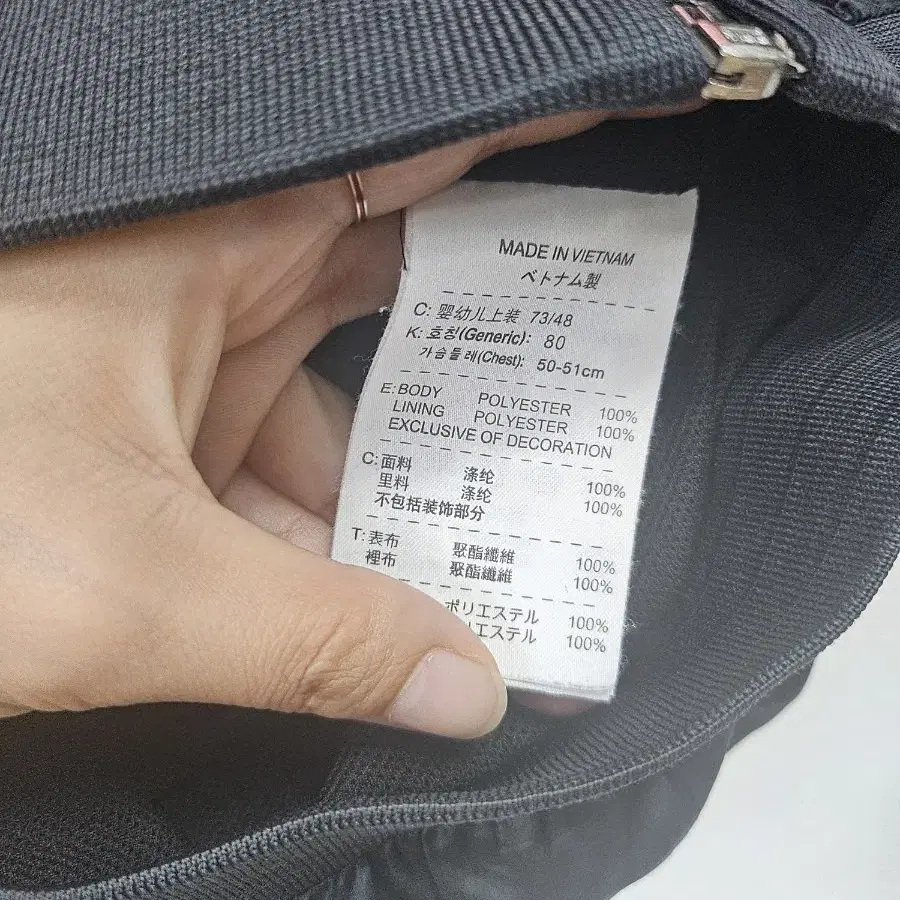 MADE IN VIETNAM
ベトナム製
C: 婴幼儿上装 73/48
K: 호칭(Generic): 80
가슴둘레(Chest): 50-51cm
E: BODY POLYESTER 100%
LINING POLYESTER 100%
EXCLUSIVE OF DECORATION
C: 面料 涤纶 100%
里料 涤纶 100%
不包括装饰部分
T: 表布 聚酯纖維 100%
裡布 聚酯纖維 100%
ポリエステル 100%
エステル 100%